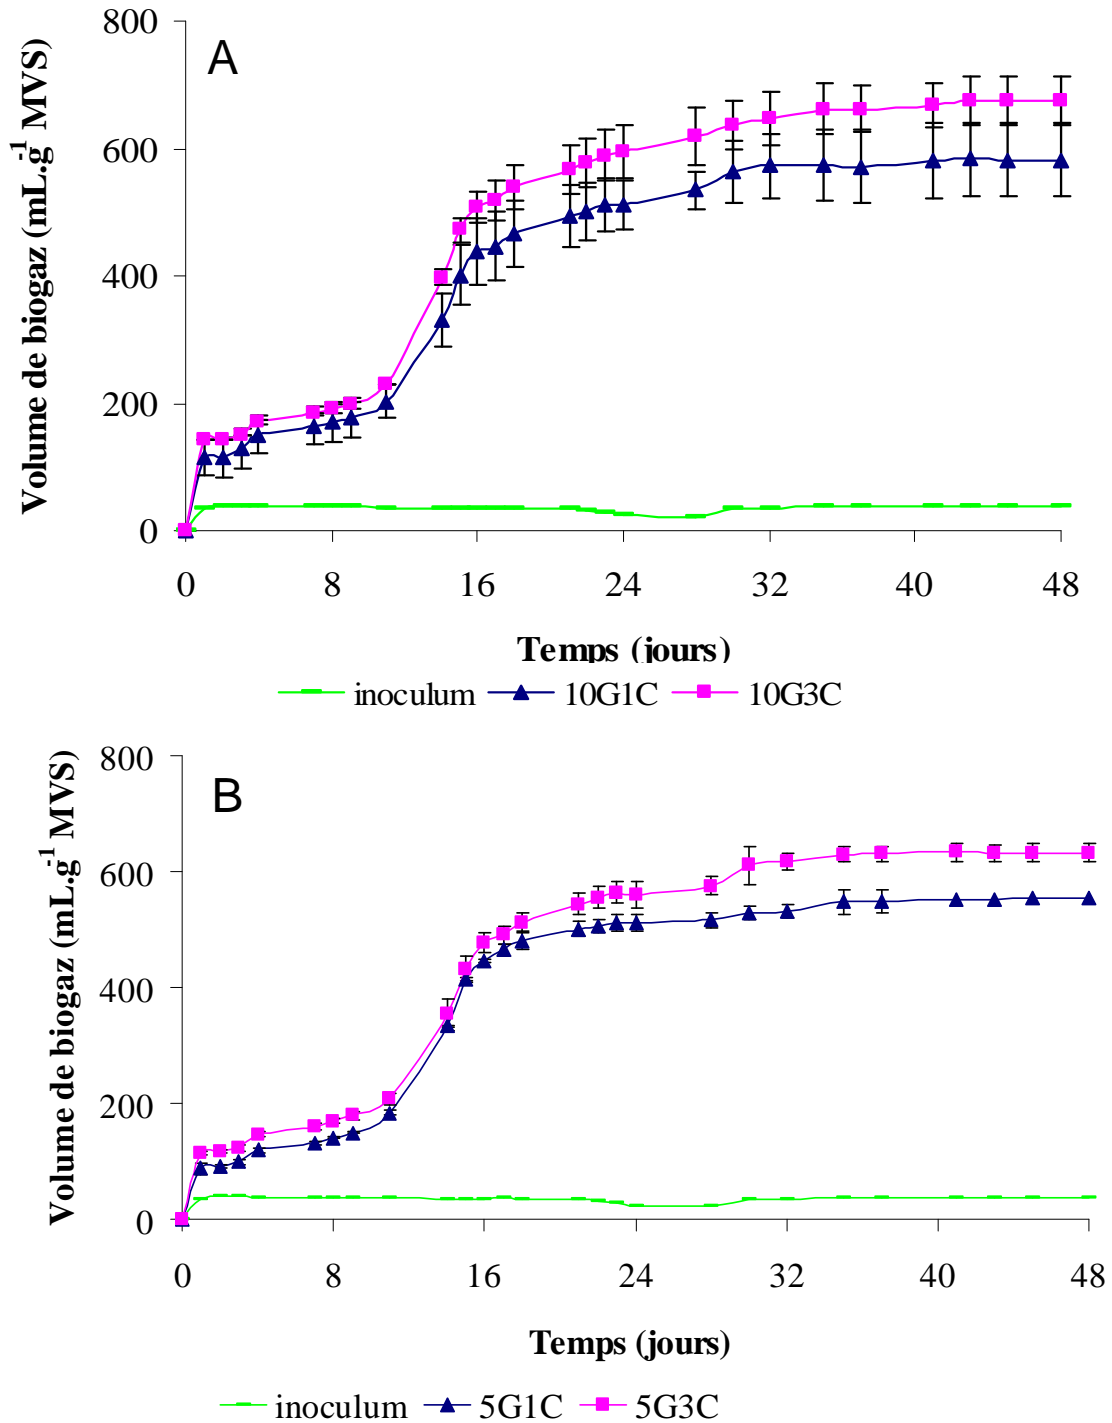 A
Volume de biogaz (mL.g-1 MVS)
800
600
400
200
0
0 8 16 24 32 40 48
Temps (jours)
inoculum 10G1C 10G3C
B
Volume de biogaz (mL.g-1 MVS)
800
600
400
200
0
0 8 16 24 32 40 48
Temps (jours)
inoculum 5G1C 5G3C